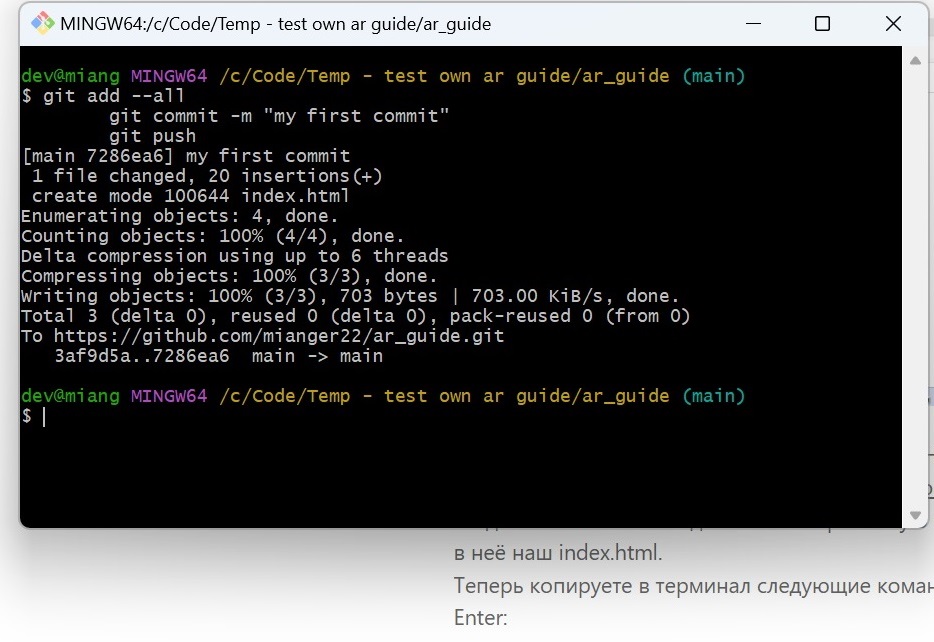 MINGW64:/c/Code/Temp - test own ar guide/ar_guide
dev@miang MINGW64 /c/Code/Temp - test own ar guide/ar_guide (main)
$ git add --all
        git commit -m "my first commit"
        git push
[main 7286ea6] my first commit
 1 file changed, 20 insertions(+)
 create mode 100644 index.html
Enumerating objects: 4, done.
Counting objects: 100% (4/4), done.
Delta compression using up to 6 threads
Compressing objects: 100% (3/3), done.
Writing objects: 100% (3/3), 703 bytes | 703.00 KiB/s, done.
Total 3 (delta 0), reused 0 (delta 0), pack-reused 0 (from 0)
To https://github.com/mianger22/ar_guide.git
   3af9d5a..7286ea6  main -> main
dev@miang MINGW64 /c/Code/Temp - test own ar guide/ar_guide (main)
$
в неё наш index.html.
Теперь копируете в терминал следующие
Enter: